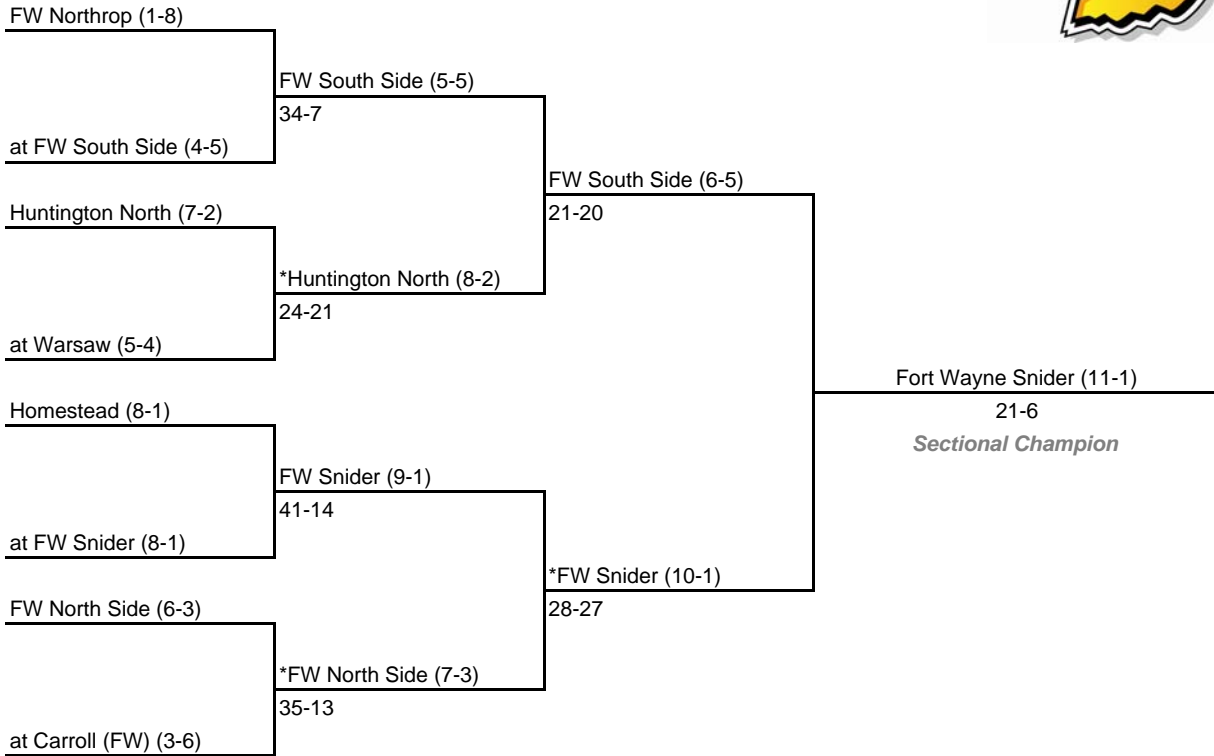 FW Northrop (1-8)
FW South Side (5-5)
34-7
at FW South Side (4-5)
FW South Side (6-5)
21-20
Huntington North (7-2)
*Huntington North (8-2)
24-21
at Warsaw (5-4)
Fort Wayne Snider (11-1)
21-6
Sectional Champion
Homestead (8-1)
FW Snider (9-1)
41-14
at FW Snider (8-1)
*FW Snider (10-1)
28-27
FW North Side (6-3)
*FW North Side (7-3)
35-13
at Carroll (FW) (3-6)